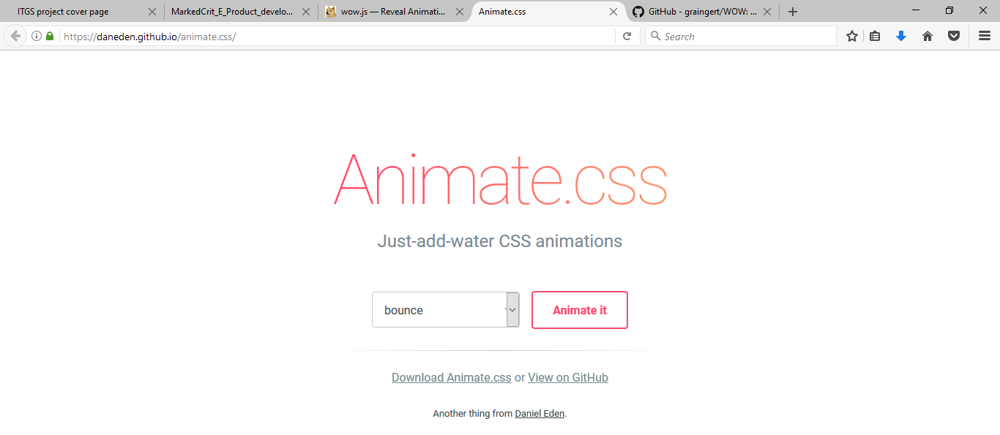 ITGS project cover page
MarkedCrit_E_Product_develo...
wow.js — Reveal Animati...
Animate.css
GitHub - graingert/WOW: ...
https://daneden.github.io/animate.css/
Search
Animate.css
Just-add-water CSS animations
bounce
Animate it
Download Animate.css or View on GitHub
Another thing from Daniel Eden.